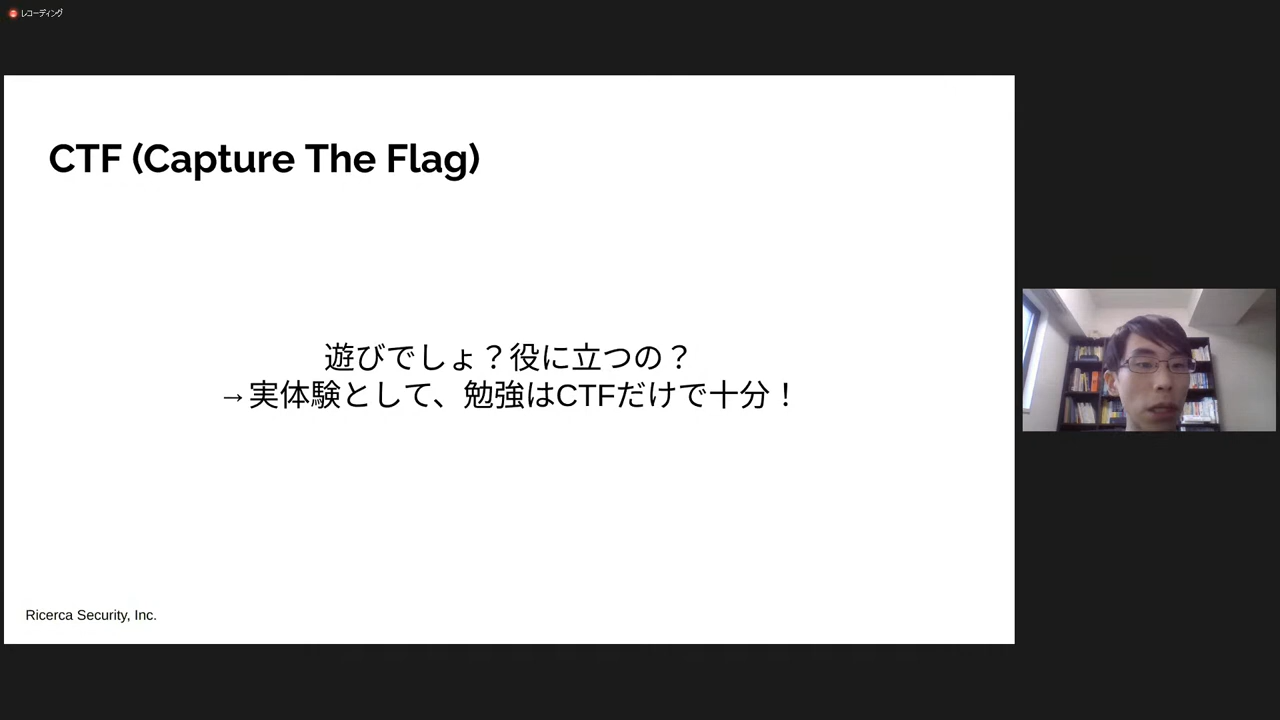 レコーディング
CTF (Capture The Flag)
遊びでしょ？役に立つの？
→実体験として、勉強はCTFだけで十分！
Ricerca Security, Inc.